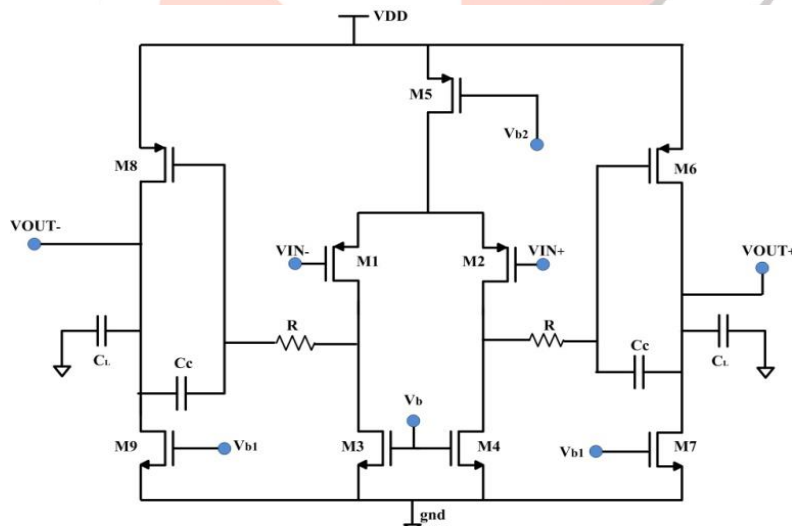 VDD
M5
Vb2
M8
M6
VOUT-
VIN-
M1
M2
VIN+
VOUT+
R
R
CL
Cc
Cc
CL
Vb
M9
Vb1
M3
M4
Vb1
M7
gnd